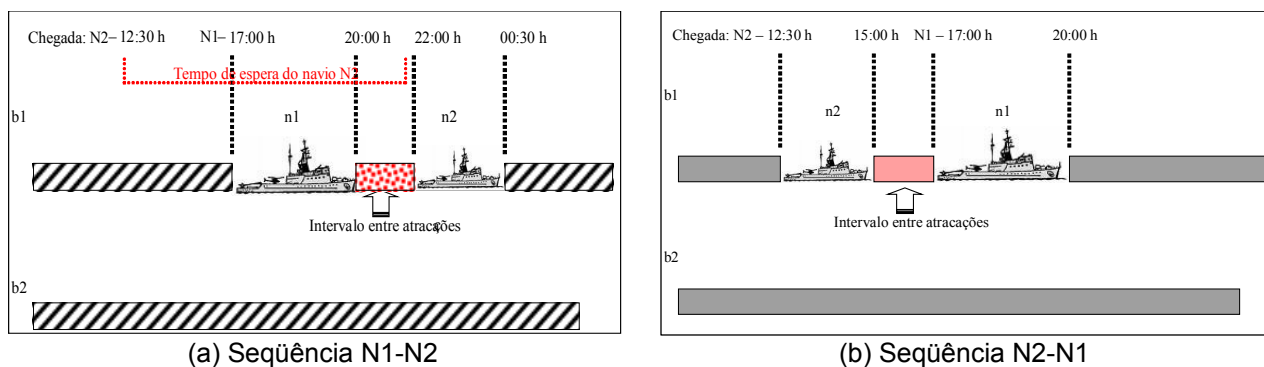 Chegada: N2– 12:30 h N1– 17:00 h 20:00 h 22:00 h 00:30 h
Tempo de espera do navio N2
b1
n1 n2
Intervalo entre atracações
b2
(a) Seqüência N1-N2
Chegada: N2 – 12:30 h 15:00 h N1 – 17:00 h 20:00 h
b1
n2 n1
Intervalo entre atracações
b2
(b) Seqüência N2-N1